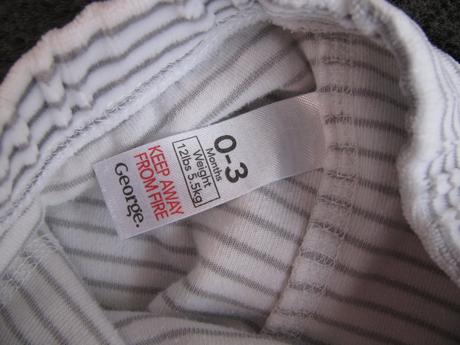 0-3
Months
Weight
12lbs 5.5kg
KEEP AWAY
FROM FIRE
George.